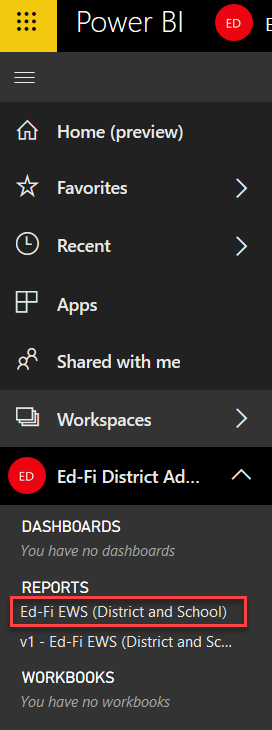 Power BI
ED
E
Home (preview)
Favorites
Recent
Apps
Shared with me
Workspaces
ED
Ed-Fi District Ad...
DASHBOARDS
You have no dashboards
REPORTS
Ed-Fi EWS (District and School)
v1 - Ed-Fi EWS (District and Sc...
WORKBOOKS
You have no workbooks